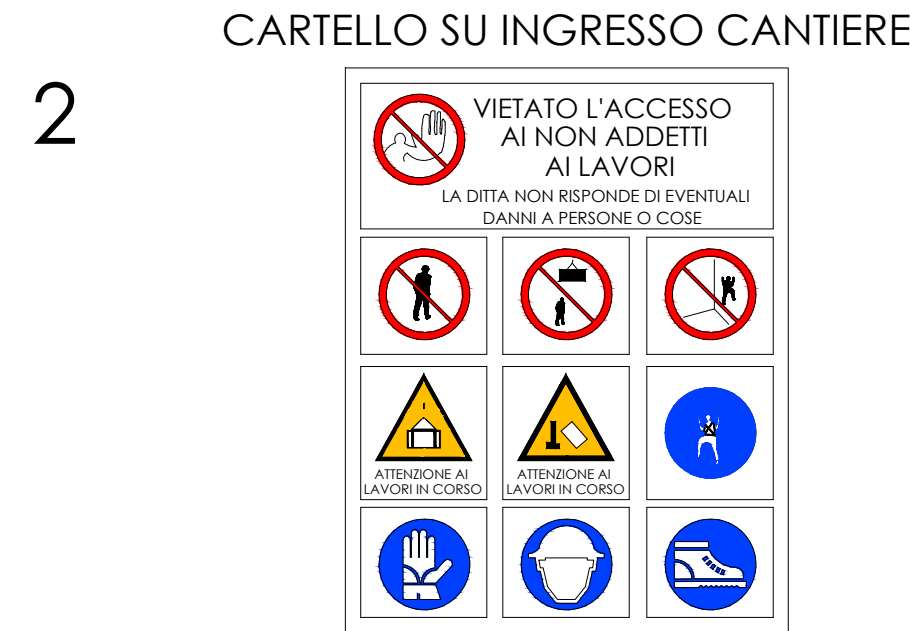 CARTELLO SU INGRESSO CANTIERE
2
VIETATO L'ACCESSO
AI NON ADDETTI
AI LAVORI
LA DITTA NON RISPONDE DI EVENTUALI
DANNI A PERSONE O COSE
ATTENZIONE AI
LAVORI IN CORSO
ATTENZIONE AI
LAVORI IN CORSO